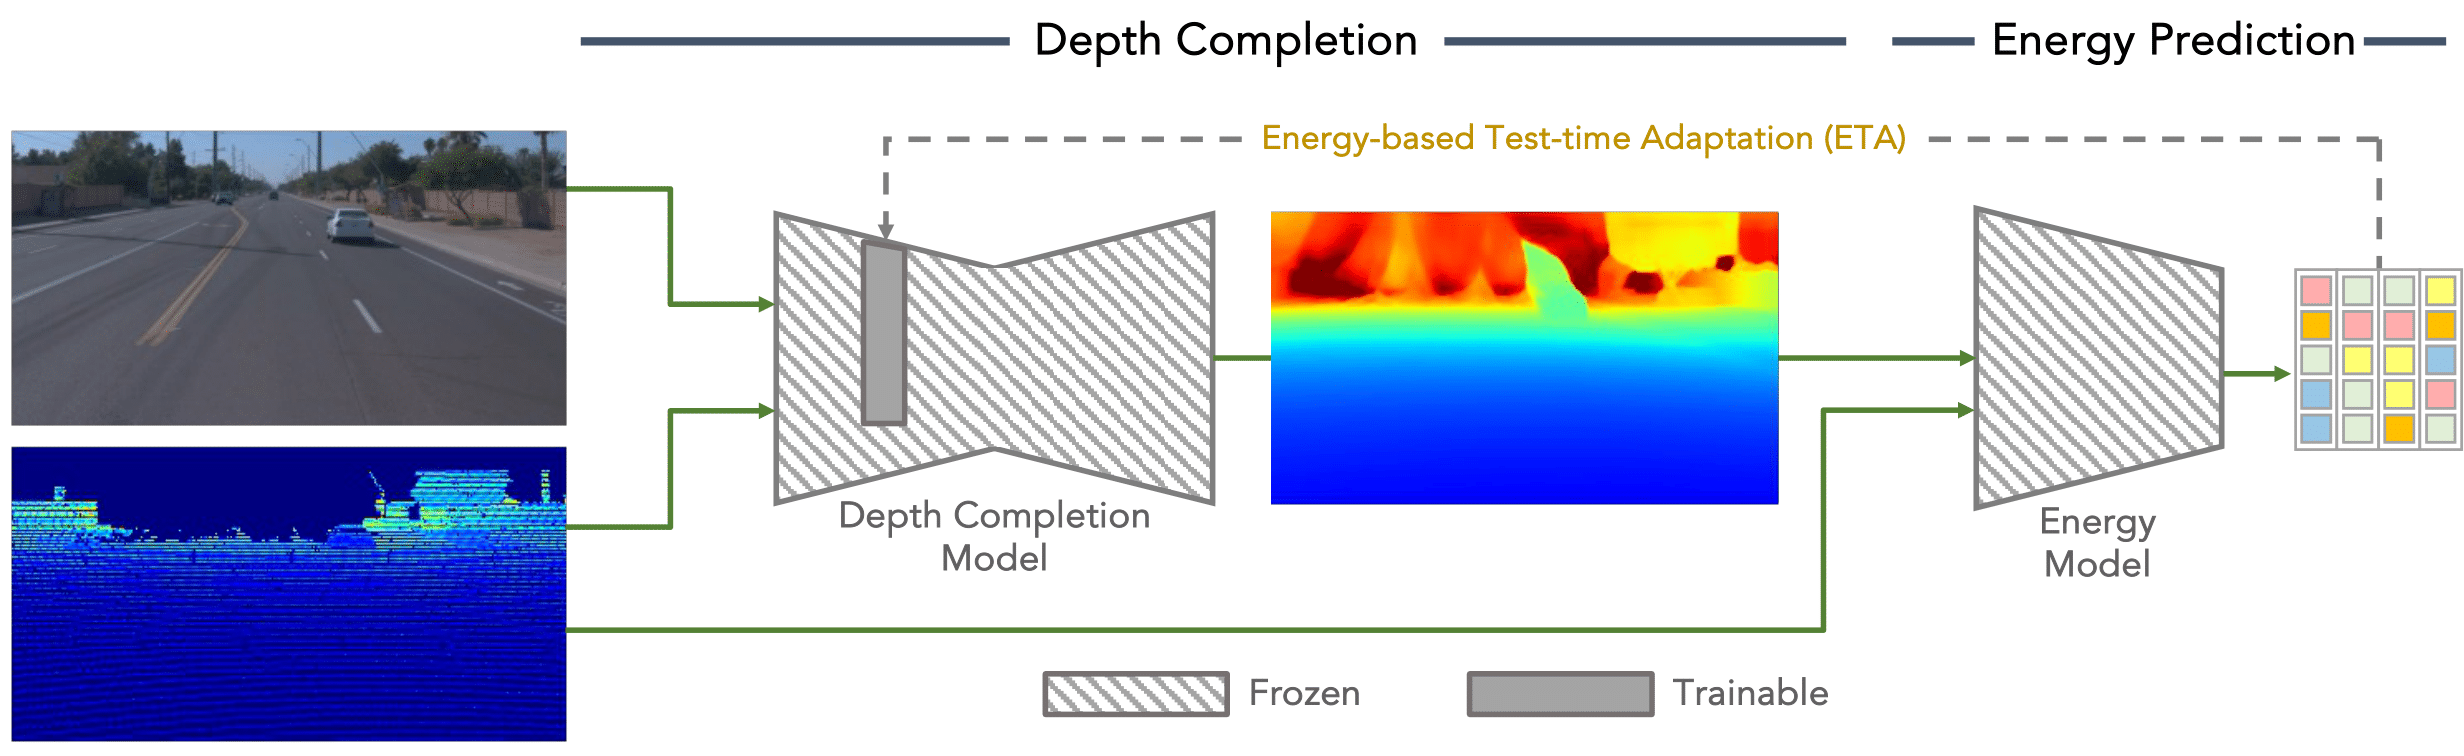 Depth Completion
Energy Prediction
Energy-based Test-time Adaptation (ETA)
Depth Completion
Model
Energy
Model
Frozen
Trainable